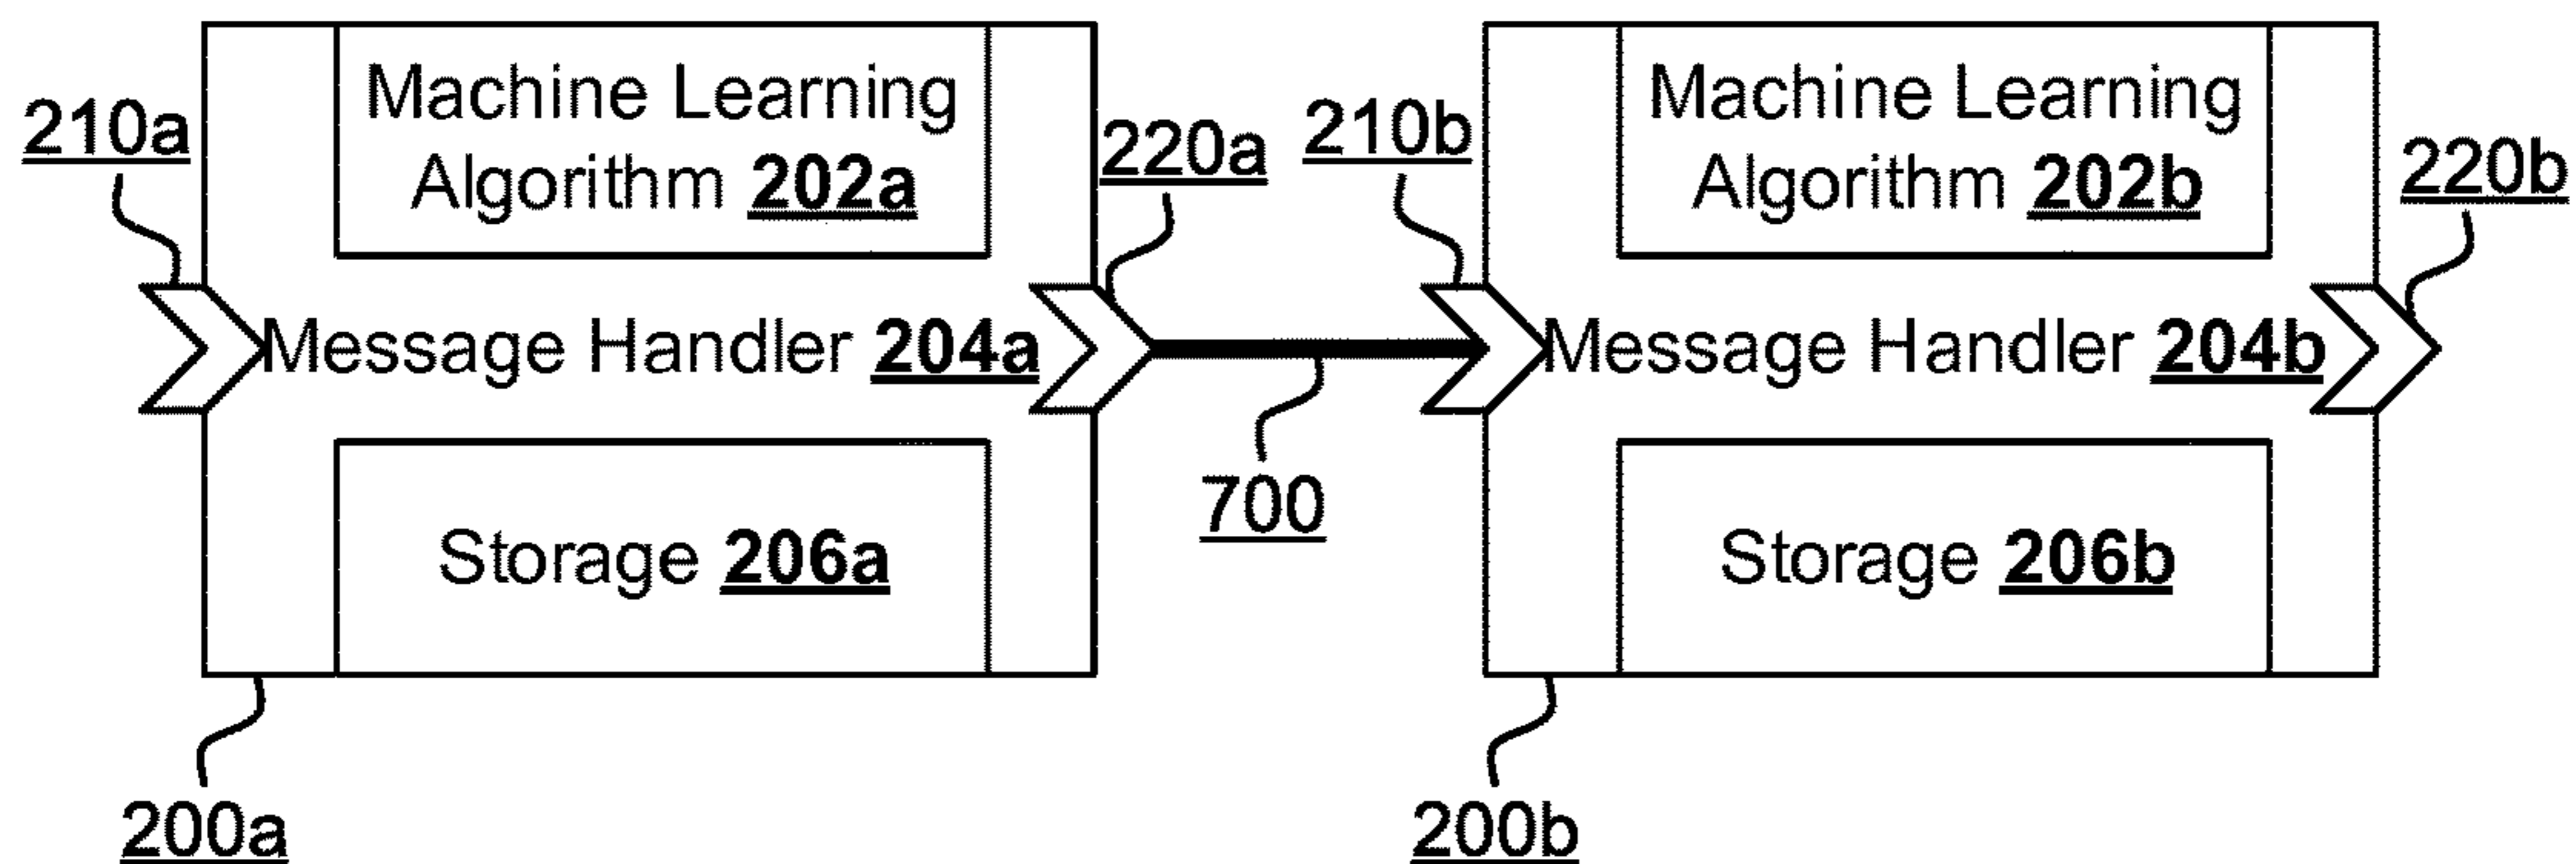 Machine Learning
Algorithm 202a
210a
220a
Message Handler 204a
Storage 206a
200a
700
Machine Learning
Algorithm 202b
210b
220b
Message Handler 204b
Storage 206b
200b